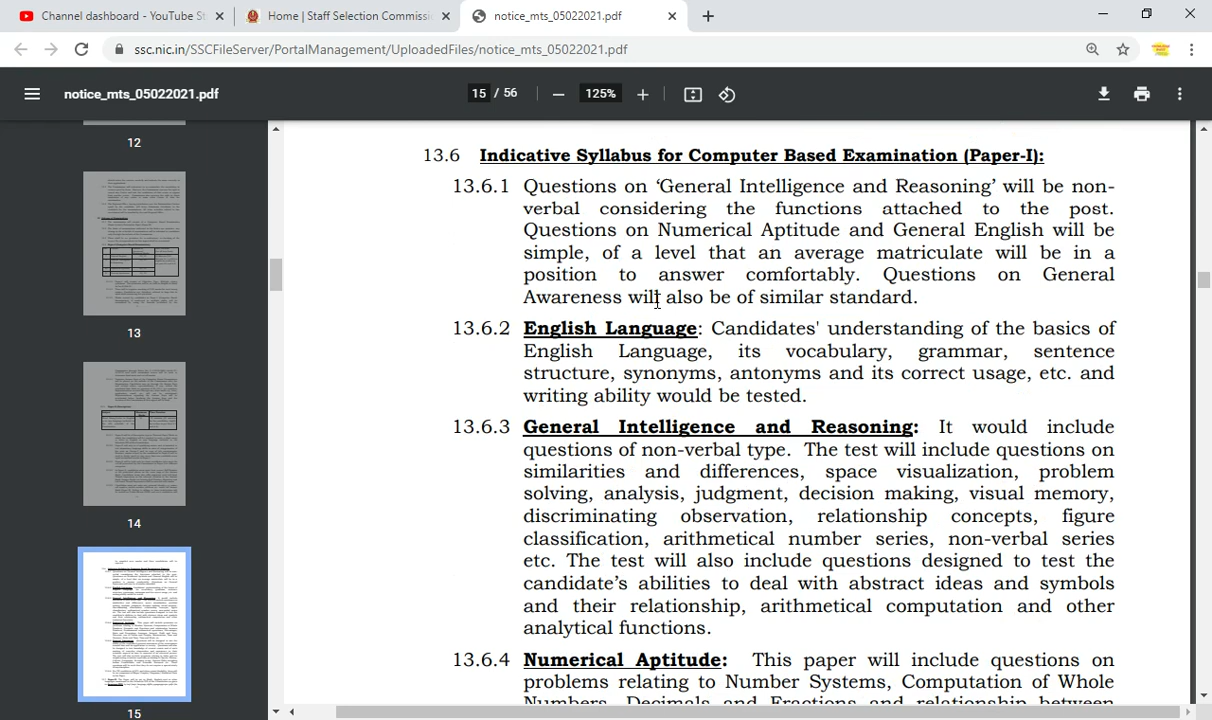 Channel dashboard - YouTube St
Home | Staff Selection Commissio
notice_mts_05022021.pdf
ssc.nic.in/SSCFileServer/PortalManagement/UploadedFiles/notice_mts_05022021.pdf
notice_mts_05022021.pdf
15 / 56
125%
12
13
14
15
13.6 Indicative Syllabus for Computer Based Examination (Paper-I):
13.6.1 Questions on ‘General Intelligence and Reasoning’ will be non-
verbal considering the functions attached to the post.
Questions on Numerical Aptitude and General English will be
simple, of a level that an average matriculate will be in a
position to answer comfortably. Questions on General
Awareness will also be of similar standard.
13.6.2 English Language: Candidates' understanding of the basics of
English Language, its vocabulary, grammar, sentence
structure, synonyms, antonyms and its correct usage, etc. and
writing ability would be tested.
13.6.3 General Intelligence and Reasoning: It would include
questions of non-verbal type. The test will include questions on
similarities and differences, space visualization, problem
solving, analysis, judgment, decision making, visual memory,
discriminating observation, relationship concepts, figure
classification, arithmetical number series, non-verbal series
etc. The test will also include questions designed to test the
candidate’s abilities to deal with abstract ideas and symbols
and their relationship, arithmetical computation and other
analytical functions.
13.6.4 Numerical Aptitude: This paper will include questions on
problems relating to Number Systems, Computation of Whole
Numbers, Decimals and Fractions and relationship between